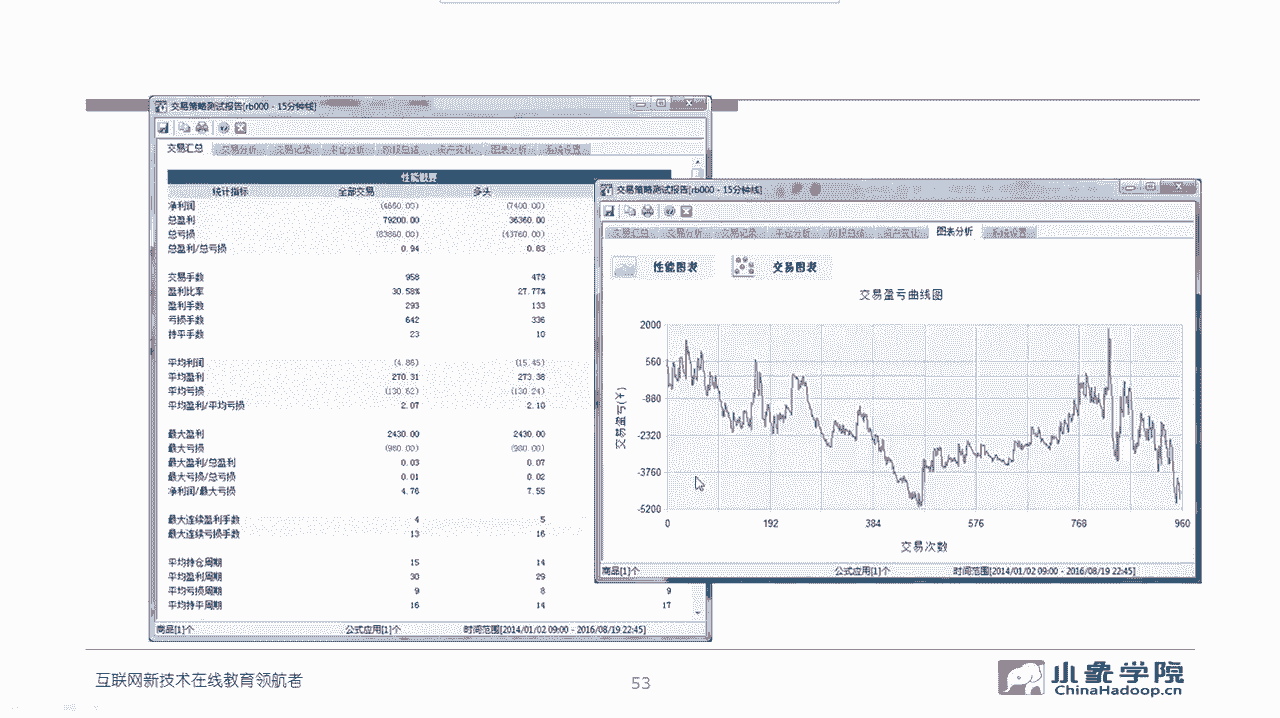 交易策略测试报告[rb000 - 15分钟线]
交易汇总 交易分析 交易记录 平仓分析 阶段总结 资产变化 图表分析 系统设置
性能概要
统计指标 全部交易 多头
净利润 (4660.00) (7400.00)
总盈利 79200.00 36360.00
总亏损 (83860.00) (43760.00)
总盈利/总亏损 0.94 0.83
交易手数 958 479
盈利比率 30.58% 27.77%
盈利手数 293 133
亏损手数 642 336
持平手数 23 10
平均利润 (4.86) (15.45)
平均盈利 270.31 273.38
平均亏损 (130.62) (130.24)
平均盈利/平均亏损 2.07 2.10
最大盈利 2430.00 2430.00
最大亏损 (980.00) (980.00)
最大盈利/总盈利 0.03 0.07
最大亏损/总亏损 0.01 0.02
净利润/最大亏损 4.76 7.55
最大连续盈利手数 4 5
最大连续亏损手数 13 16
平均持仓周期 15 14
平均盈利周期 30 29
平均亏损周期 9 8 9
平均持平周期 16 14 17
商品[1]个 公式应用[1]个 时间范围[2014/01/02 09:00 - 2016/08/19 22:45]
交易策略测试报告[rb000 - 15分钟线]
交易汇总 交易分析 交易记录 平仓分析 阶段总结 资产变化 图表分析 系统设置
性能图表 交易图表
交易盈亏曲线图
交易盈亏(¥)
2000
560
-880
-2320
-3760
-5200
0 192 384 576 768 960
交易次数
商品[1]个 公式应用[1]个 时间范围[2014/01/02 09:00 - 2016/08/19 22:45]
互联网新技术在线教育领航者
53
小象学院
ChinaHadoop.cn